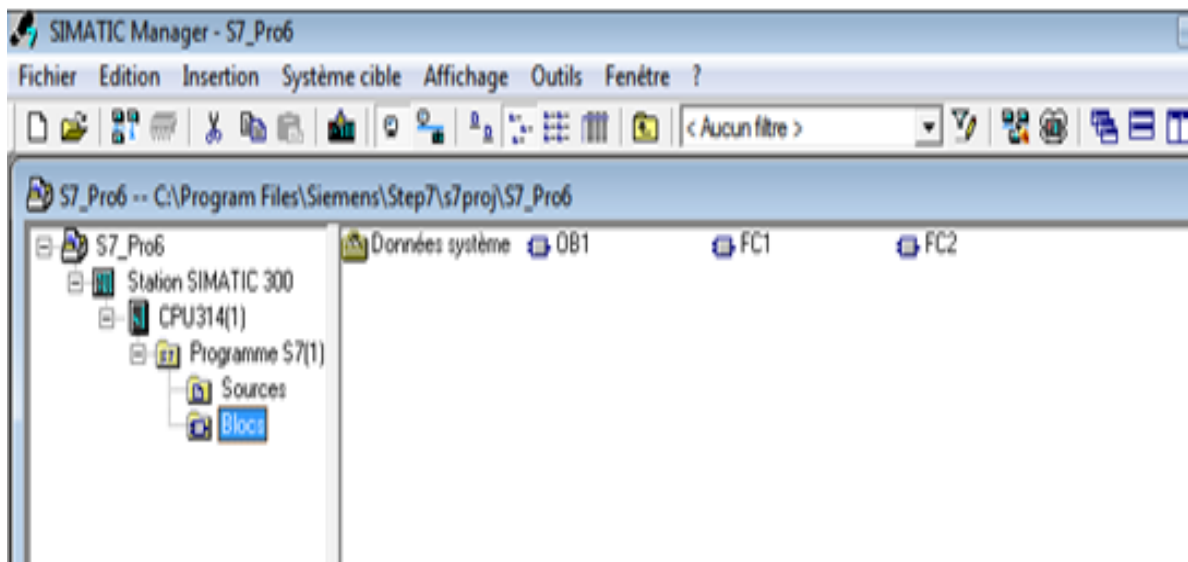 SIMATIC Manager - S7_Pro6
Fichier Edition Insertion Système cible Affichage Outils Fenêtre ?
< Aucun filtre >
S7_Pro6 -- C:\Program Files\Siemens\Step7\s7proj\S7_Pro6
S7_Pro6
Station SIMATIC 300
CPU314(1)
Programme S7(1)
Sources
Blocs
Données système OB1 FC1 FC2